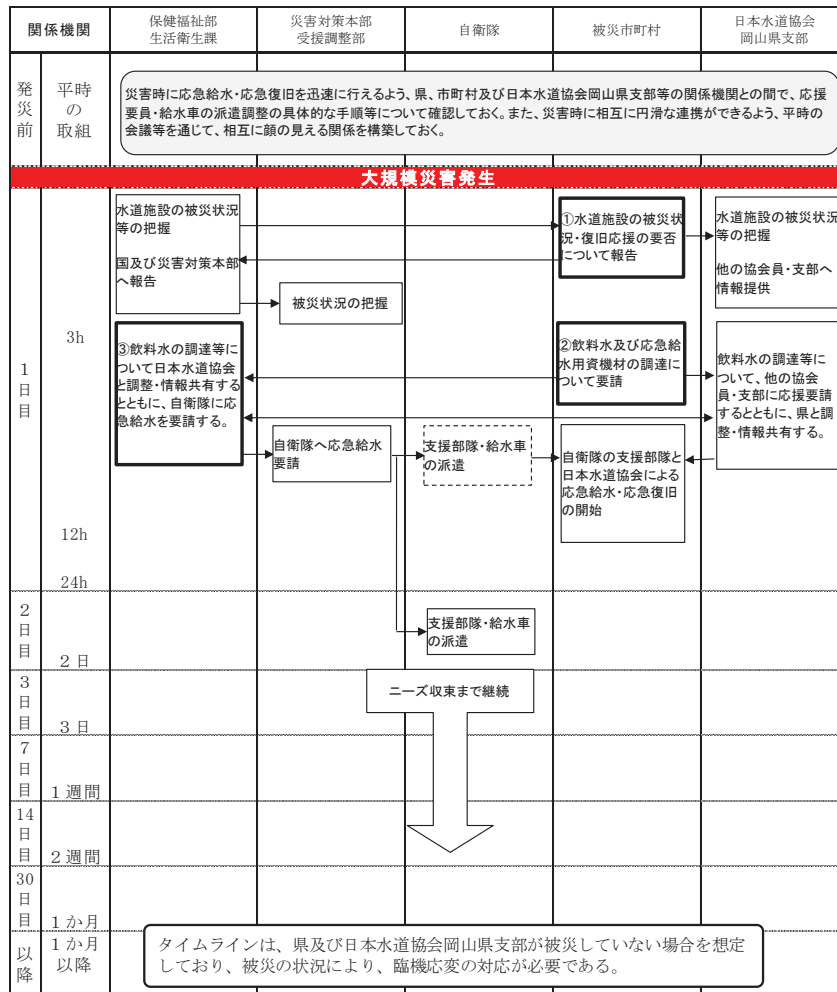 関係機関
保健福祉部
生活衛生課
災害対策本部
受援調整部
自衛隊
被災市町村
日本水道協会
岡山県支部
発災前
平時
の
取組
災害時に応急給水・応急復旧を迅速に行えるよう、県、市町村及び日本水道協会岡山県支部等の関係機関との間で、応援
要員・給水車の派遣調整の具体的な手順等について確認しておく。また、災害時に相互に円滑な連携ができるよう、平時の
会議等を通じて、相互に顔の見える関係を構築しておく。
大規模災害発生
1日目
3h
12h
24h
水道施設の被災状況
等の把握
国及び災害対策本部
へ報告
被災状況の把握
①水道施設の被災状
況・復旧応援の要否
について報告
水道施設の被災状況
等の把握
他の協会員・支部へ
情報提供
③飲料水の調達等に
ついて日本水道協会
と調整・情報共有する
とともに、自衛隊に応
急給水を要請する。
②飲料水及び応急給
水用資機材の調達に
ついて要請
飲料水の調達等に
ついて、他の協会
員・支部に応援要請
するとともに、県と調
整・情報共有する。
自衛隊へ応急給水
要請
支援部隊・給水車
の派遣
自衛隊の支援部隊と
日本水道協会による
応急給水・応急復旧
の開始
2日目
2日
支援部隊・給水車
の派遣
3日目
3日
ニーズ収束まで継続
7日目
1週間
14日目
2週間
30日目
1か月
以降
1か月
以降
タイムラインは、県及び日本水道協会岡山県支部が被災していない場合を想定
しており、被災の状況により、臨機応変の対応が必要である。